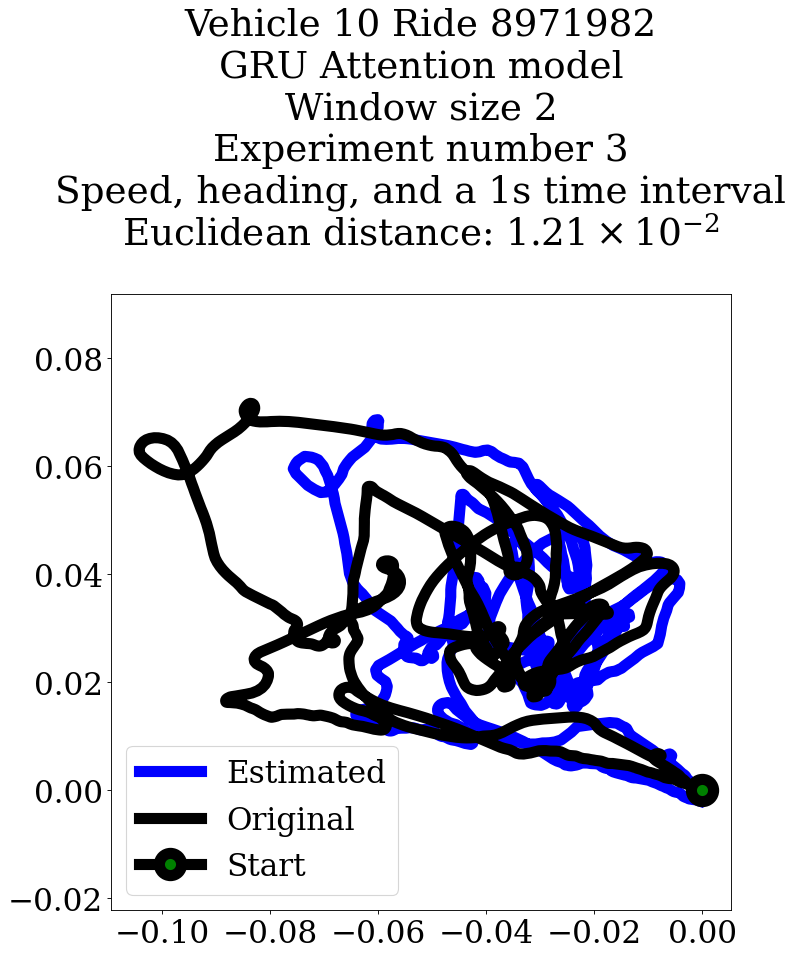 Vehicle 10 Ride 8971982
GRU Attention model
Window size 2
Experiment number 3
Speed, heading, and a 1s time interval
Euclidean distance: 1.21 × 10⁻²
0.08
0.06
0.04
0.02
0.00
−0.02
Estimated
Original
Start
−0.10 −0.08 −0.06 −0.04 −0.02 0.00